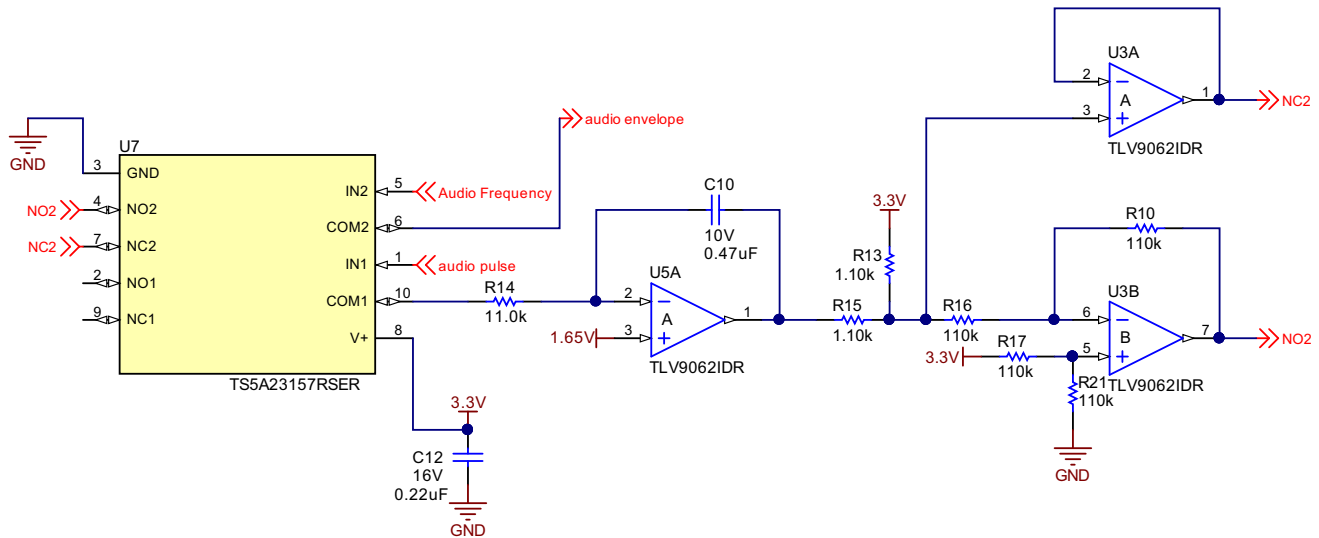 U3A
2
3
A
1
NC2
TLV9062IDR
GND
U7
3
GND
NO2
4
NO2
NC2
7
NC2
2
NO1
9
NC1
IN2
5
Audio Frequency
COM2
6
audio envelope
IN1
1
audio pulse
COM1
10
V+
8
TS5A23157RSER
3.3V
C12
16V
0.22uF
GND
R14
11.0k
C10
10V
0.47uF
U5A
2
1.65V
3
A
1
TLV9062IDR
3.3V
R13
1.10k
R15
1.10k
R16
110k
R10
110k
U3B
6
5
B
7
NO2
TLV9062IDR
3.3V
R17
110k
R21
110k
GND